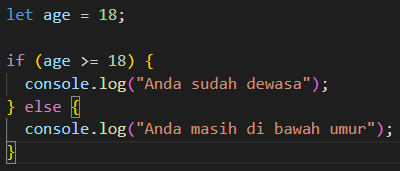 let age = 18;
if (age >= 18) {
console.log("Anda sudah dewasa");
} else {
console.log("Anda masih di bawah umur");
}